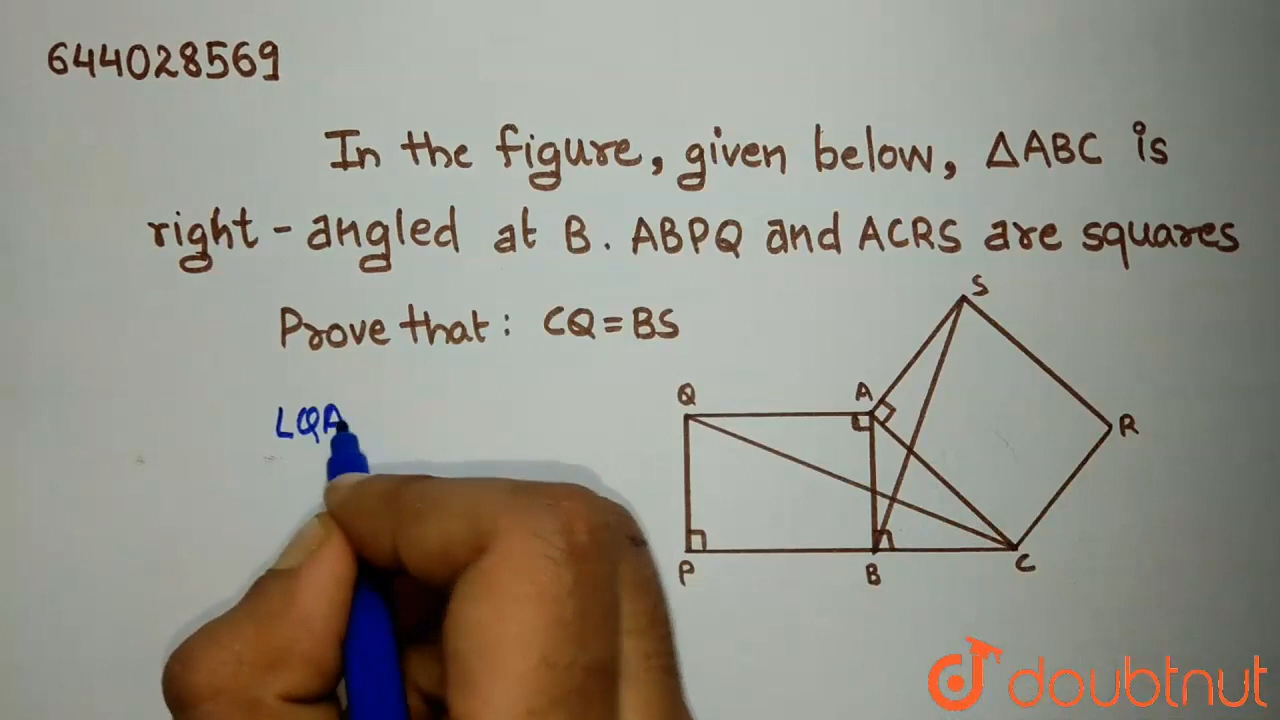 644028569
In the figure, given below, △ABC is
right-angled at B. ABPQ and ACRS are squares
Prove that: CQ=BS
∠QA
S
Q
A
R
P
B
C
doubtnut